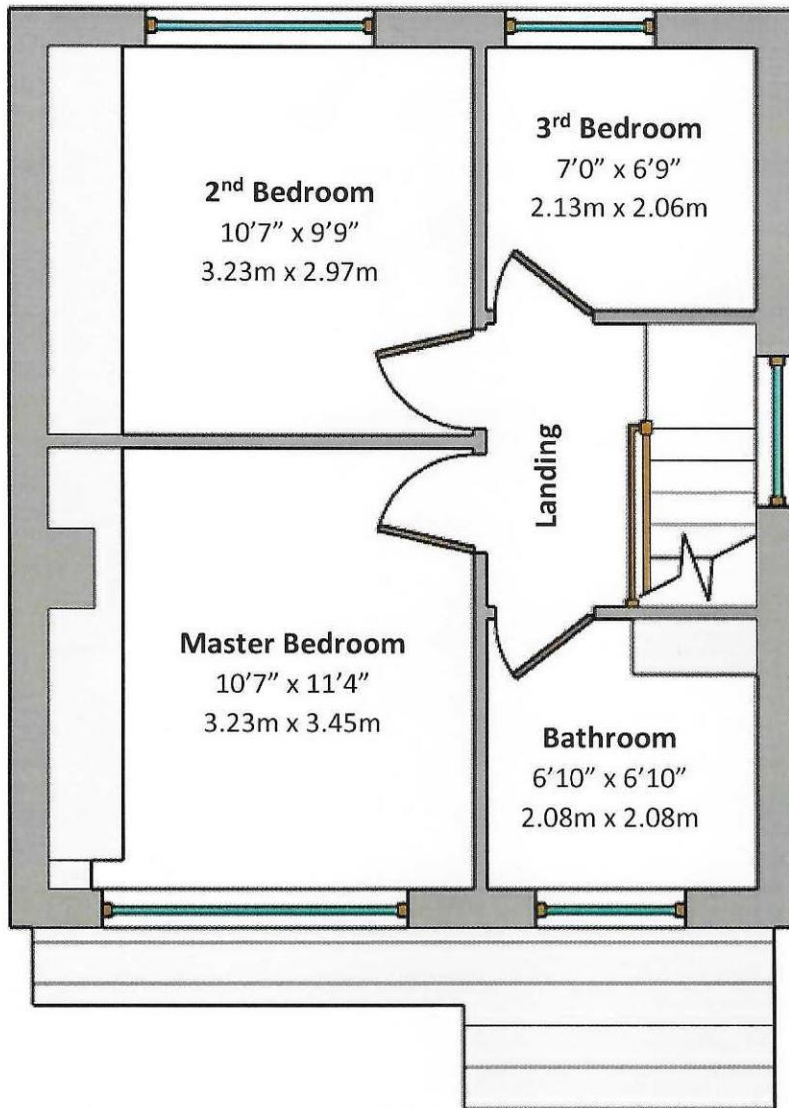 2nd Bedroom
10’7” x 9’9”
3.23m x 2.97m
3rd Bedroom
7’0” x 6’9”
2.13m x 2.06m
Landing
Master Bedroom
10’7” x 11’4”
3.23m x 3.45m
Bathroom
6’10” x 6’10”
2.08m x 2.08m